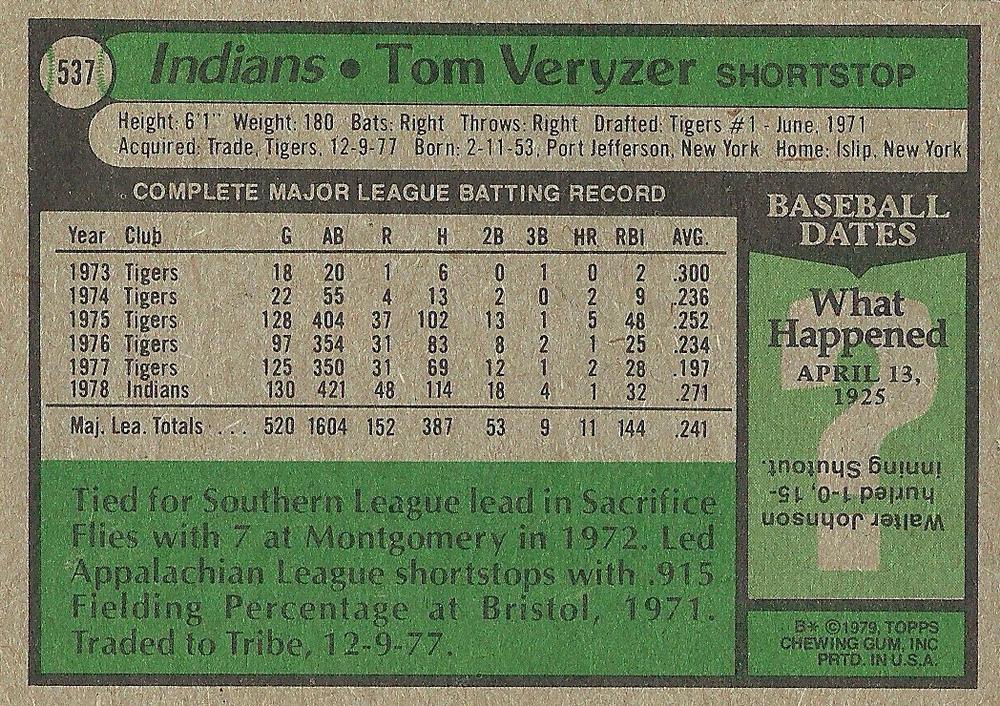 537 Indians • Tom Veryzer SHORTSTOP
Height: 6'1" Weight: 180 Bats: Right Throws: Right Drafted: Tigers #1 - June, 1971
Acquired: Trade, Tigers, 12-9-77 Born: 2-11-53, Port Jefferson, New York Home: Islip, New York
COMPLETE MAJOR LEAGUE BATTING RECORD
Year Club G AB R H 2B 3B HR RBI AVG.
1973 Tigers 18 20 1 6 0 1 0 2 .300
1974 Tigers 22 55 4 13 2 0 2 9 .236
1975 Tigers 128 404 37 102 13 1 5 48 .252
1976 Tigers 97 354 31 83 8 2 1 25 .234
1977 Tigers 125 350 31 69 12 1 2 28 .197
1978 Indians 130 421 48 114 18 4 1 32 .271
Maj. Lea. Totals .... 520 1604 152 387 53 9 11 144 .241
Tied for Southern League lead in Sacrifice
Flies with 7 at Montgomery in 1972. Led
Appalachian League shortstops with .915
Fielding Percentage at Bristol, 1971.
Traded to Tribe, 12-9-77.
BASEBALL
DATES
What
Happened
APRIL 13,
1925
?
Walter Johnson
hurled 1-0, 15-
inning Shutout.
B* ©1979, TOPPS
CHEWING GUM, INC
PRTD. IN U.S.A.